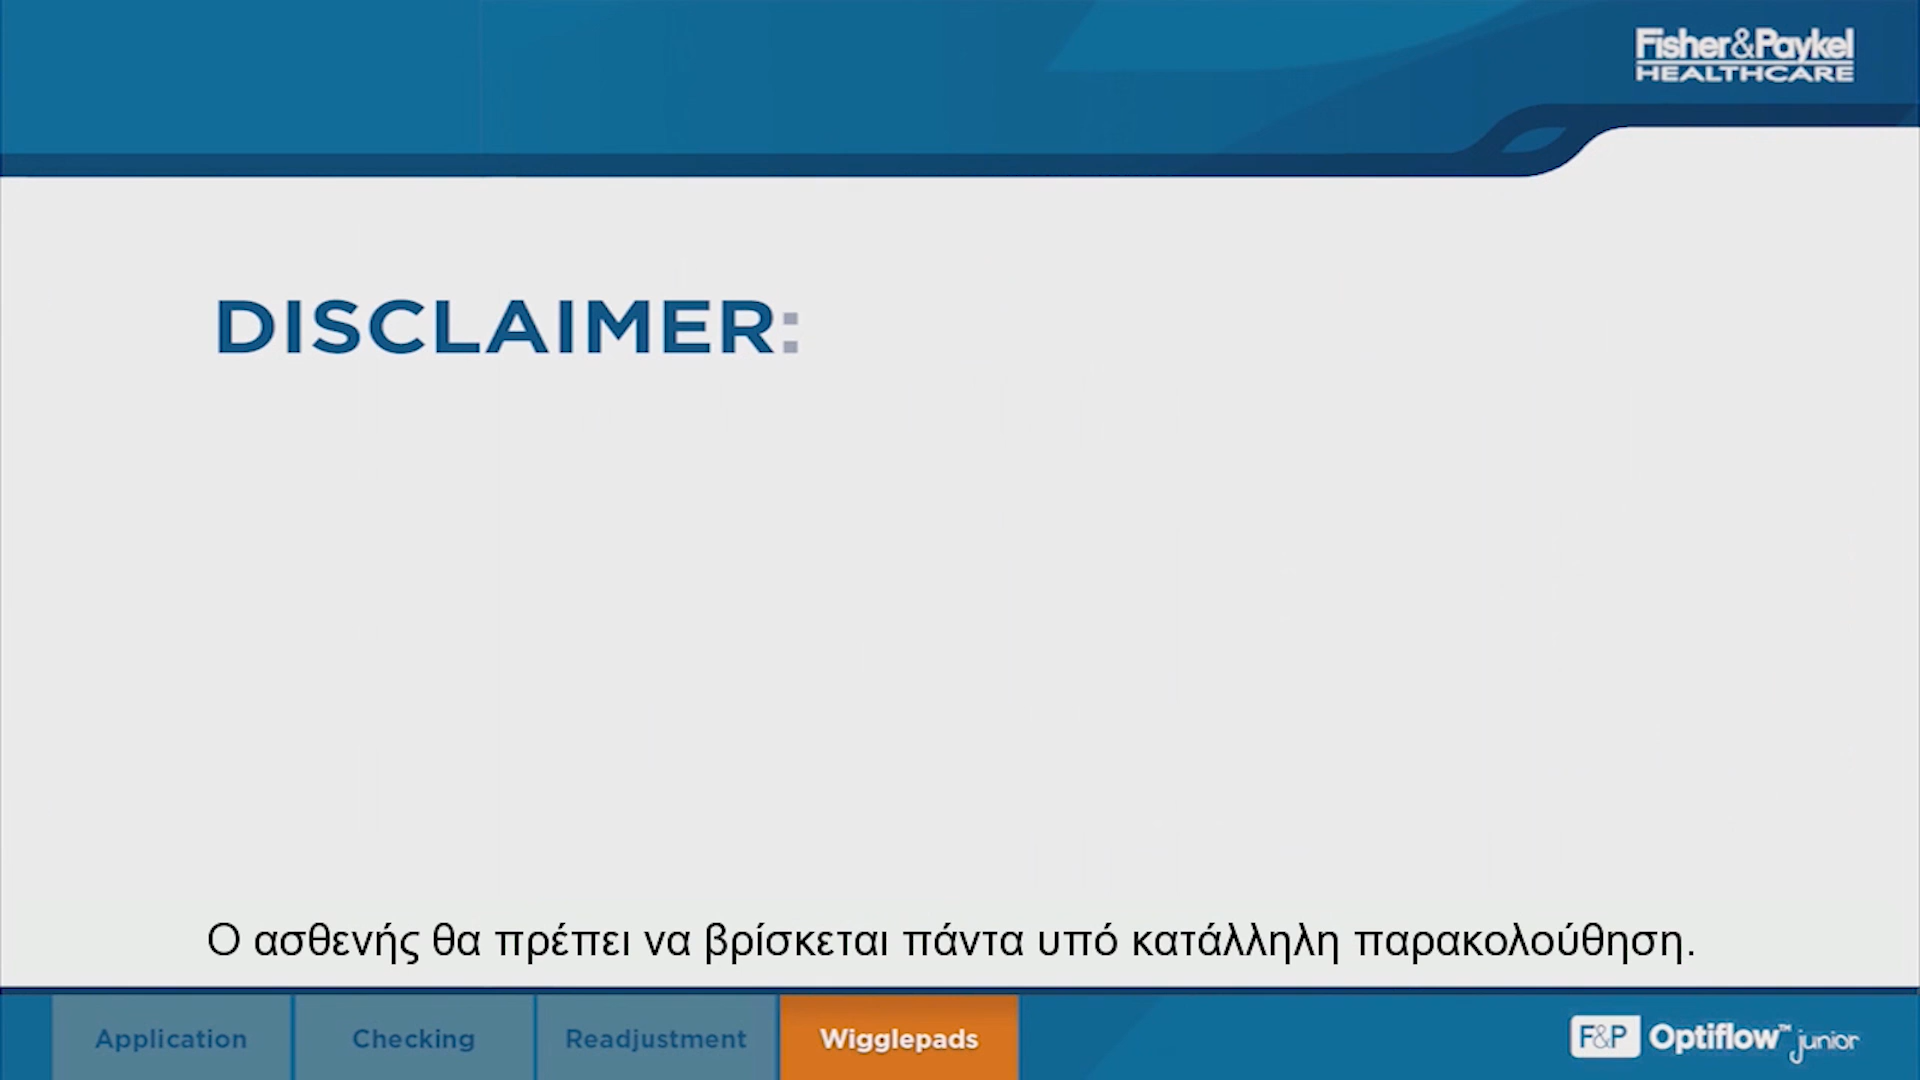 Fisher&Paykel
HEALTHCARE
DISCLAIMER:
Ο ασθενής θα πρέπει να βρίσκεται πάντα υπό κατάλληλη παρακολούθηση.
Application
Checking
Readjustment
Wigglepads
F&P Optiflow™ junior